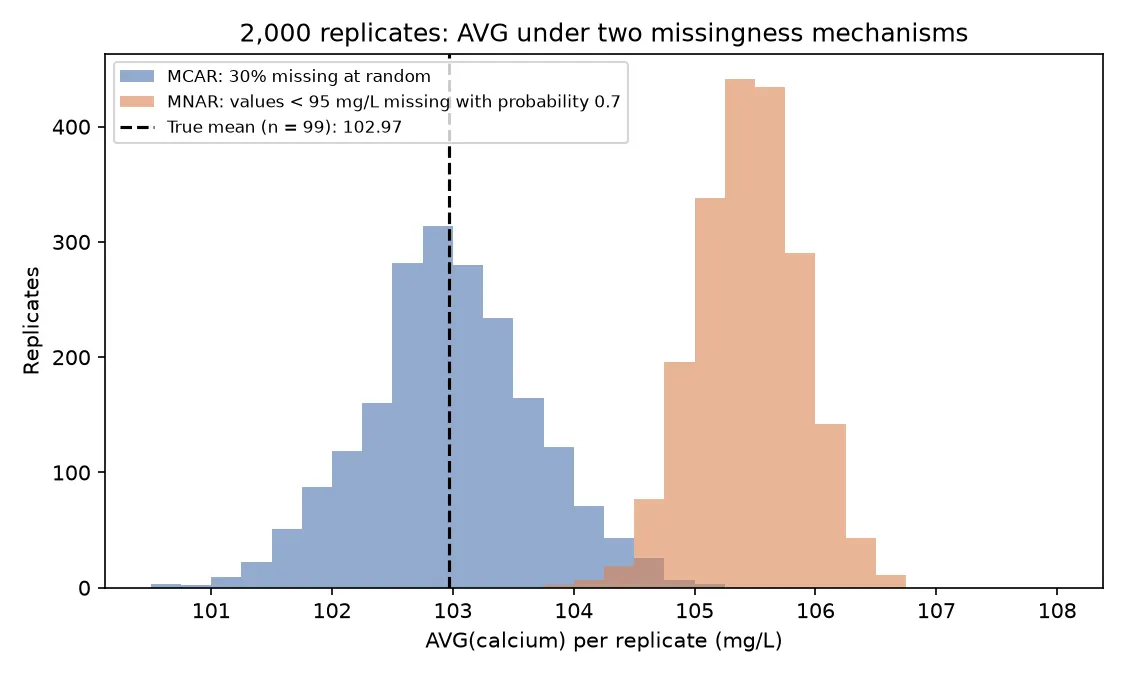 2,000 replicates: AVG under two missingness mechanisms
MCAR: 30% missing at random
MNAR: values < 95 mg/L missing with probability 0.7
True mean (n = 99): 102.97
Replicates
400
300
200
100
0
101 102 103 104 105 106 107 108
AVG(calcium) per replicate (mg/L)